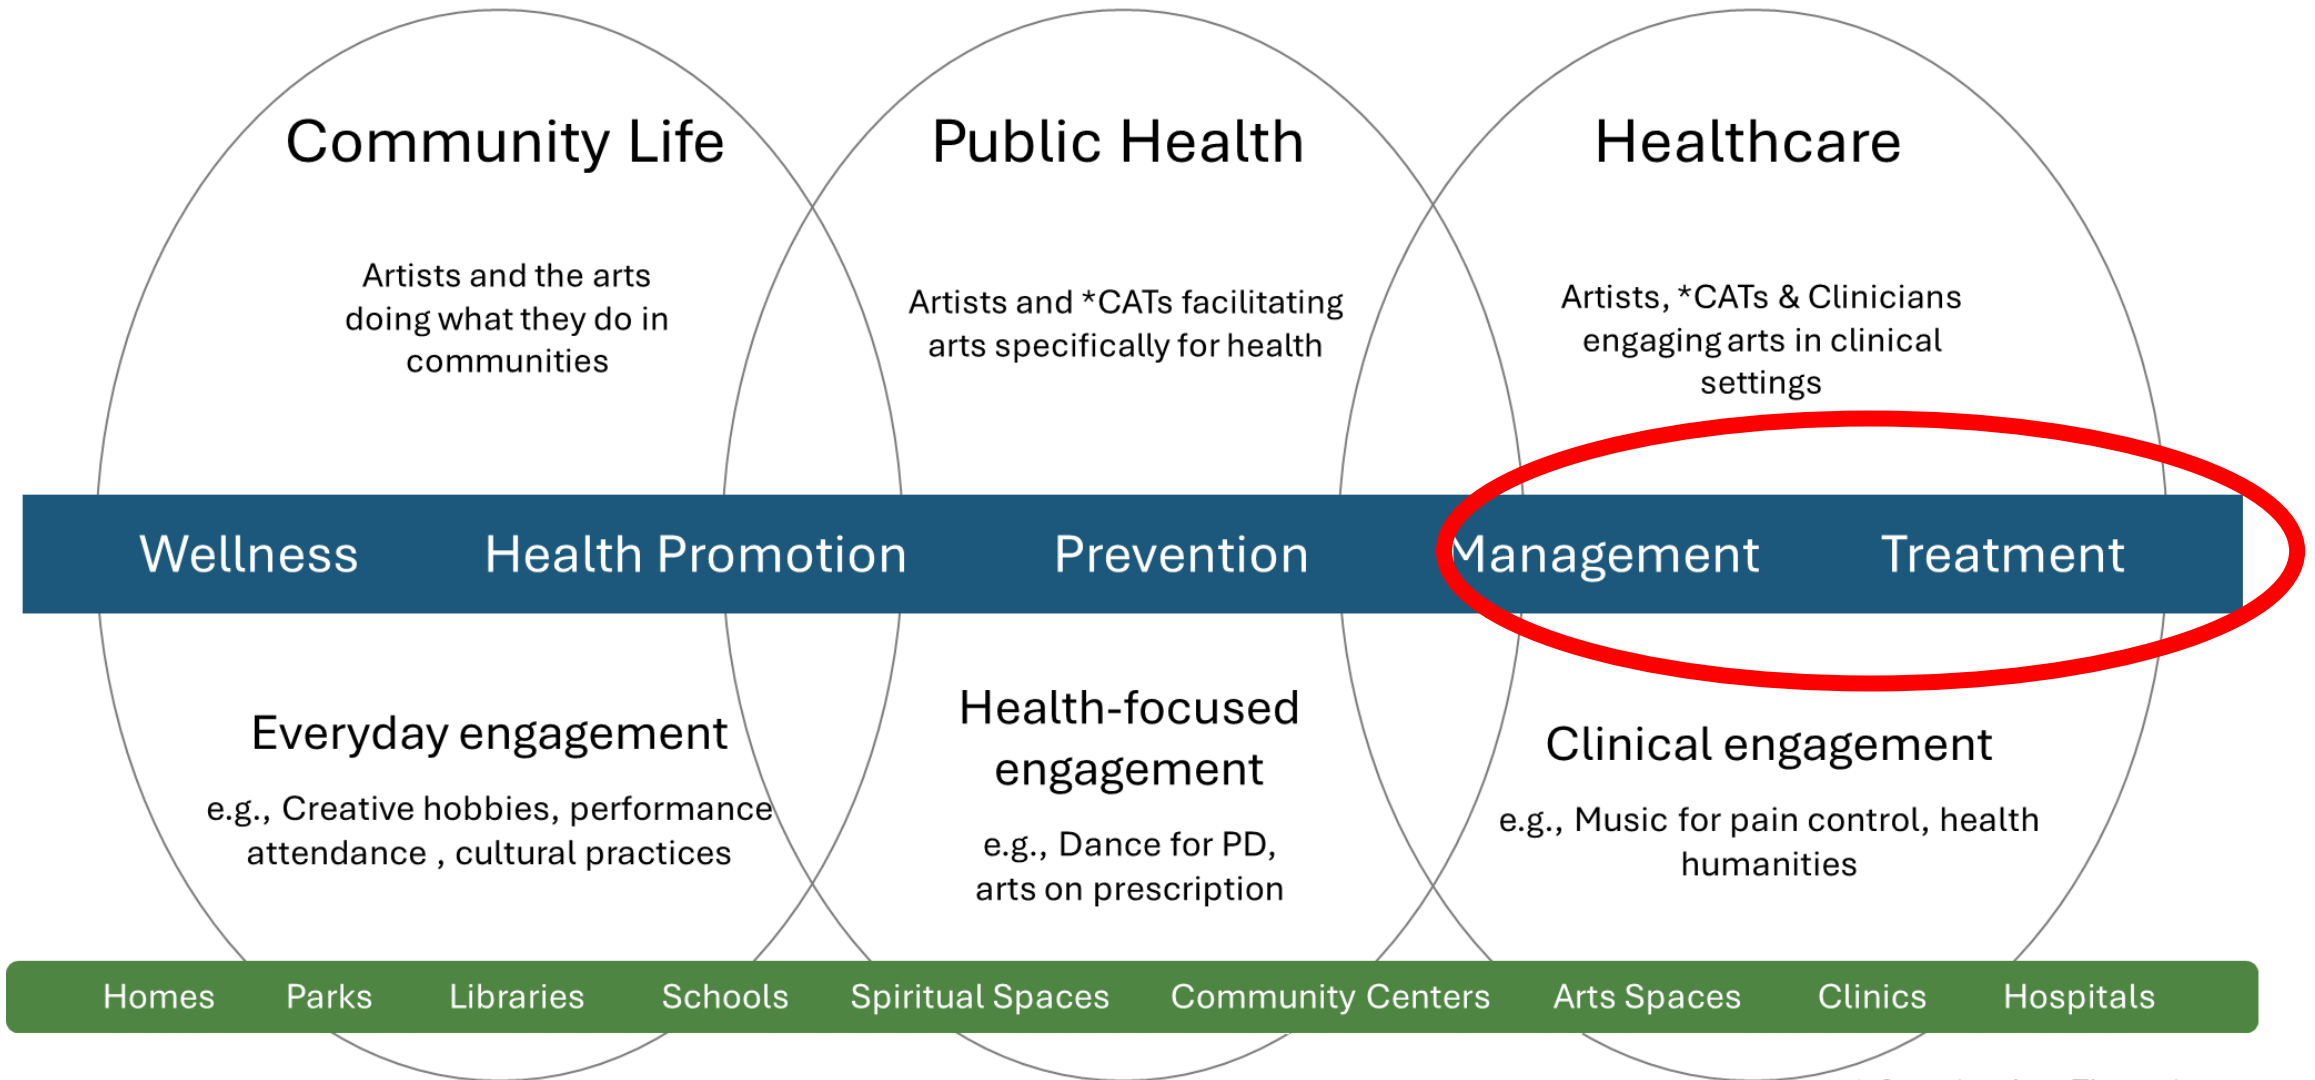 Community Life
Public Health
Healthcare
Artists and the arts
doing what they do in
communities
Artists and *CATs facilitating
arts specifically for health
Artists, *CATs & Clinicians
engaging arts in clinical
settings
Wellness Health Promotion Prevention Management Treatment
Everyday engagement
e.g., Creative hobbies, performance
attendance , cultural practices
Health-focused
engagement
e.g., Dance for PD,
arts on prescription
Clinical engagement
e.g., Music for pain control, health
humanities
Homes Parks Libraries Schools Spiritual Spaces Community Centers Arts Spaces Clinics Hospitals